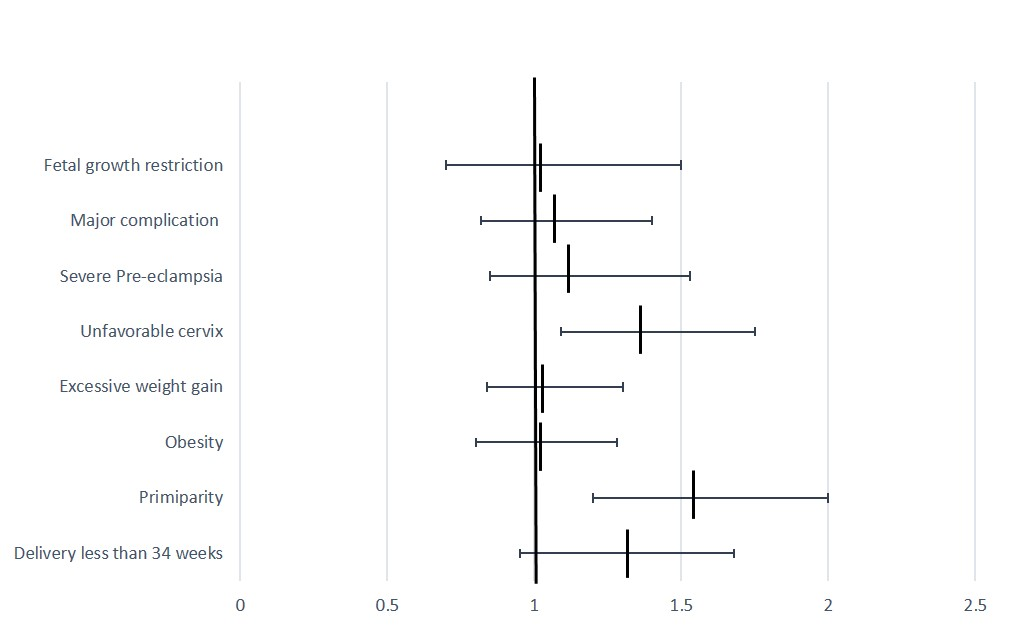 Fetal growth restriction
Major complication
Severe Pre-eclampsia
Unfavorable cervix
Excessive weight gain
Obesity
Primiparity
Delivery less than 34 weeks
0 0.5 1 1.5 2 2.5